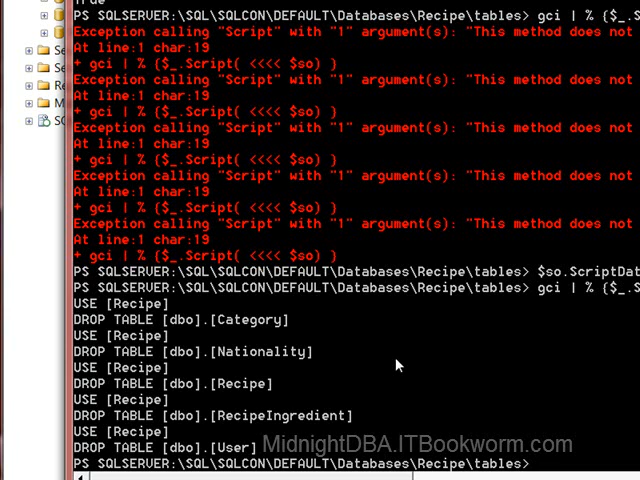 True
PS SQLSERVER:\SQL\SQLCON\DEFAULT\Databases\Recipe\tables> gci | % {$_.S
Exception calling "Script" with "1" argument(s): "This method does not
At line:1 char:19
+ gci | % {$_.Script( <<<< $so) }
Exception calling "Script" with "1" argument(s): "This method does not
At line:1 char:19
+ gci | % {$_.Script( <<<< $so) }
Exception calling "Script" with "1" argument(s): "This method does not
At line:1 char:19
+ gci | % {$_.Script( <<<< $so) }
Exception calling "Script" with "1" argument(s): "This method does not
At line:1 char:19
+ gci | % {$_.Script( <<<< $so) }
Exception calling "Script" with "1" argument(s): "This method does not
At line:1 char:19
+ gci | % {$_.Script( <<<< $so) }
PS SQLSERVER:\SQL\SQLCON\DEFAULT\Databases\Recipe\tables> $so.ScriptDat
PS SQLSERVER:\SQL\SQLCON\DEFAULT\Databases\Recipe\tables> gci | % {$_.S
USE [Recipe]
DROP TABLE [dbo].[Category]
USE [Recipe]
DROP TABLE [dbo].[Nationality]
USE [Recipe]
DROP TABLE [dbo].[Recipe]
USE [Recipe]
DROP TABLE [dbo].[RecipeIngredient]
USE [Recipe]
DROP TABLE [dbo].[User]
PS SQLSERVER:\SQL\SQLCON\DEFAULT\Databases\Recipe\tables>
Se
Se
Re
M
SQ
MidnightDBA.ITBookworm.com